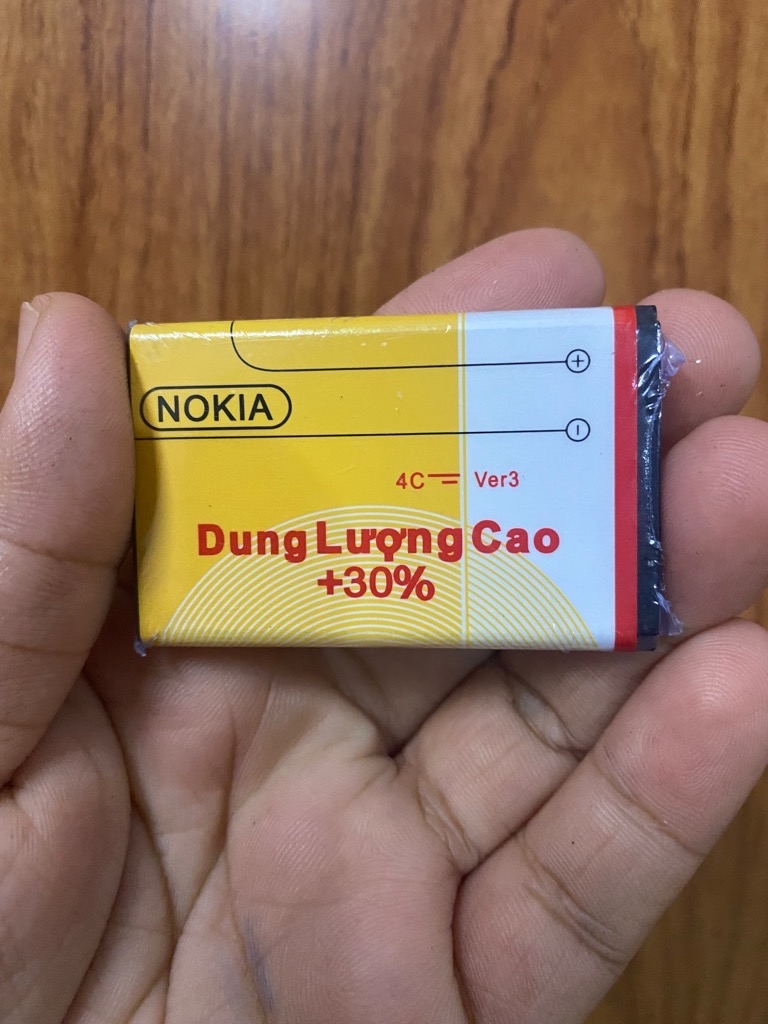 +
NOKIA
-
4C Ver3
Dung Lượng Cao
+30%